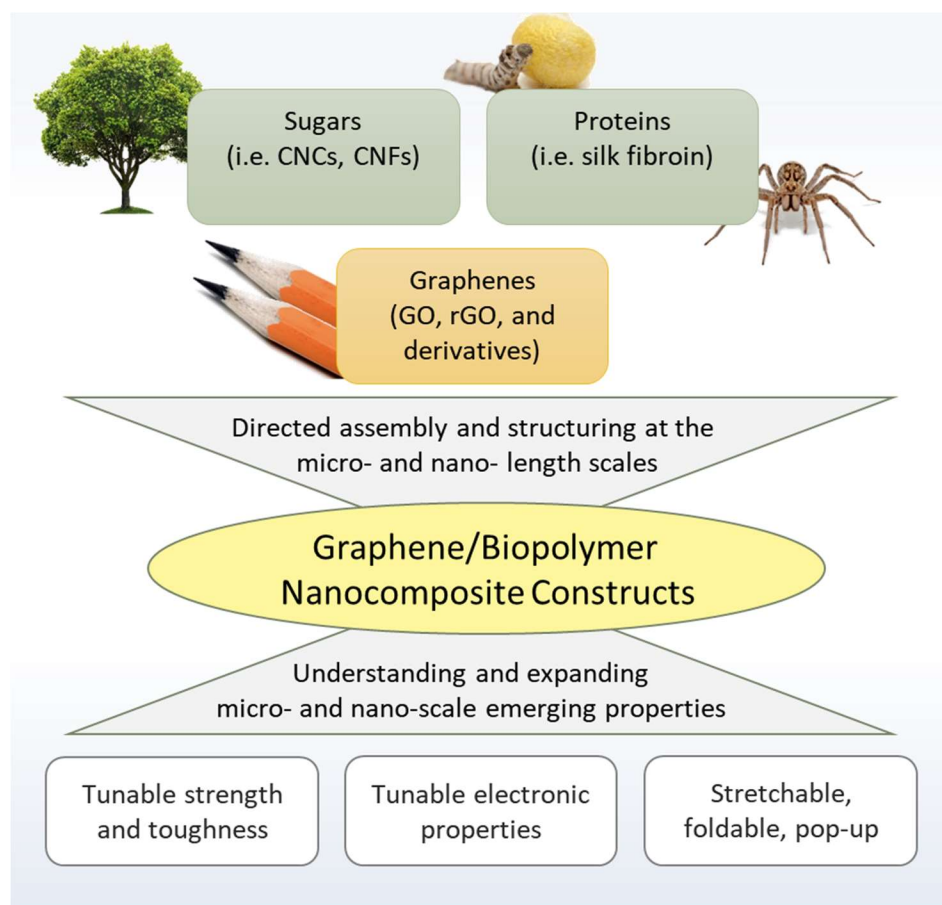 Sugars
(i.e. CNCs, CNFs)
Proteins
(i.e. silk fibroin)
Graphenes
(GO, rGO, and
derivatives)
Directed assembly and structuring at the
micro- and nano- length scales
Graphene/Biopolymer
Nanocomposite Constructs
Understanding and expanding
micro- and nano-scale emerging properties
Tunable strength
and toughness
Tunable electronic
properties
Stretchable,
foldable, pop-up